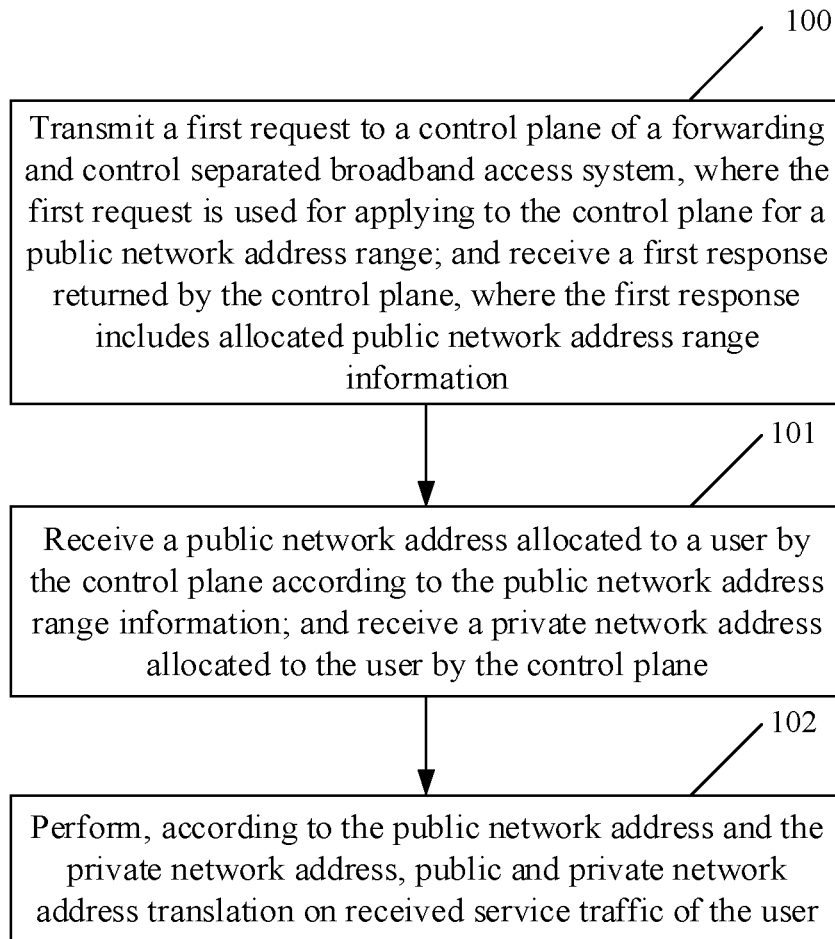 100
Transmit a first request to a control plane of a forwarding
and control separated broadband access system, where the
first request is used for applying to the control plane for a
public network address range; and receive a first response
returned by the control plane, where the first response
includes allocated public network address range
information
101
Receive a public network address allocated to a user by
the control plane according to the public network address
range information; and receive a private network address
allocated to the user by the control plane
102
Perform, according to the public network address and the
private network address, public and private network
address translation on received service traffic of the user